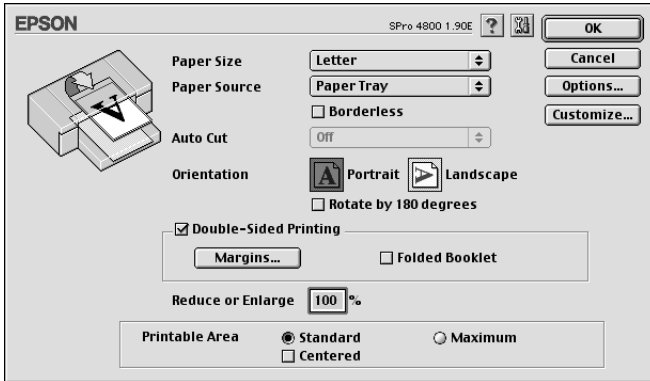 EPSON
SPro 4800 1.90E
?
OK
Paper Size
Letter
Cancel
Paper Source
Paper Tray
Options...
Borderless
Customize...
Auto Cut
Off
Orientation
A Portrait A Landscape
Rotate by 180 degrees
Double-Sided Printing
Margins...
Folded Booklet
Reduce or Enlarge 100 %
Printable Area
Standard
Maximum
Centered